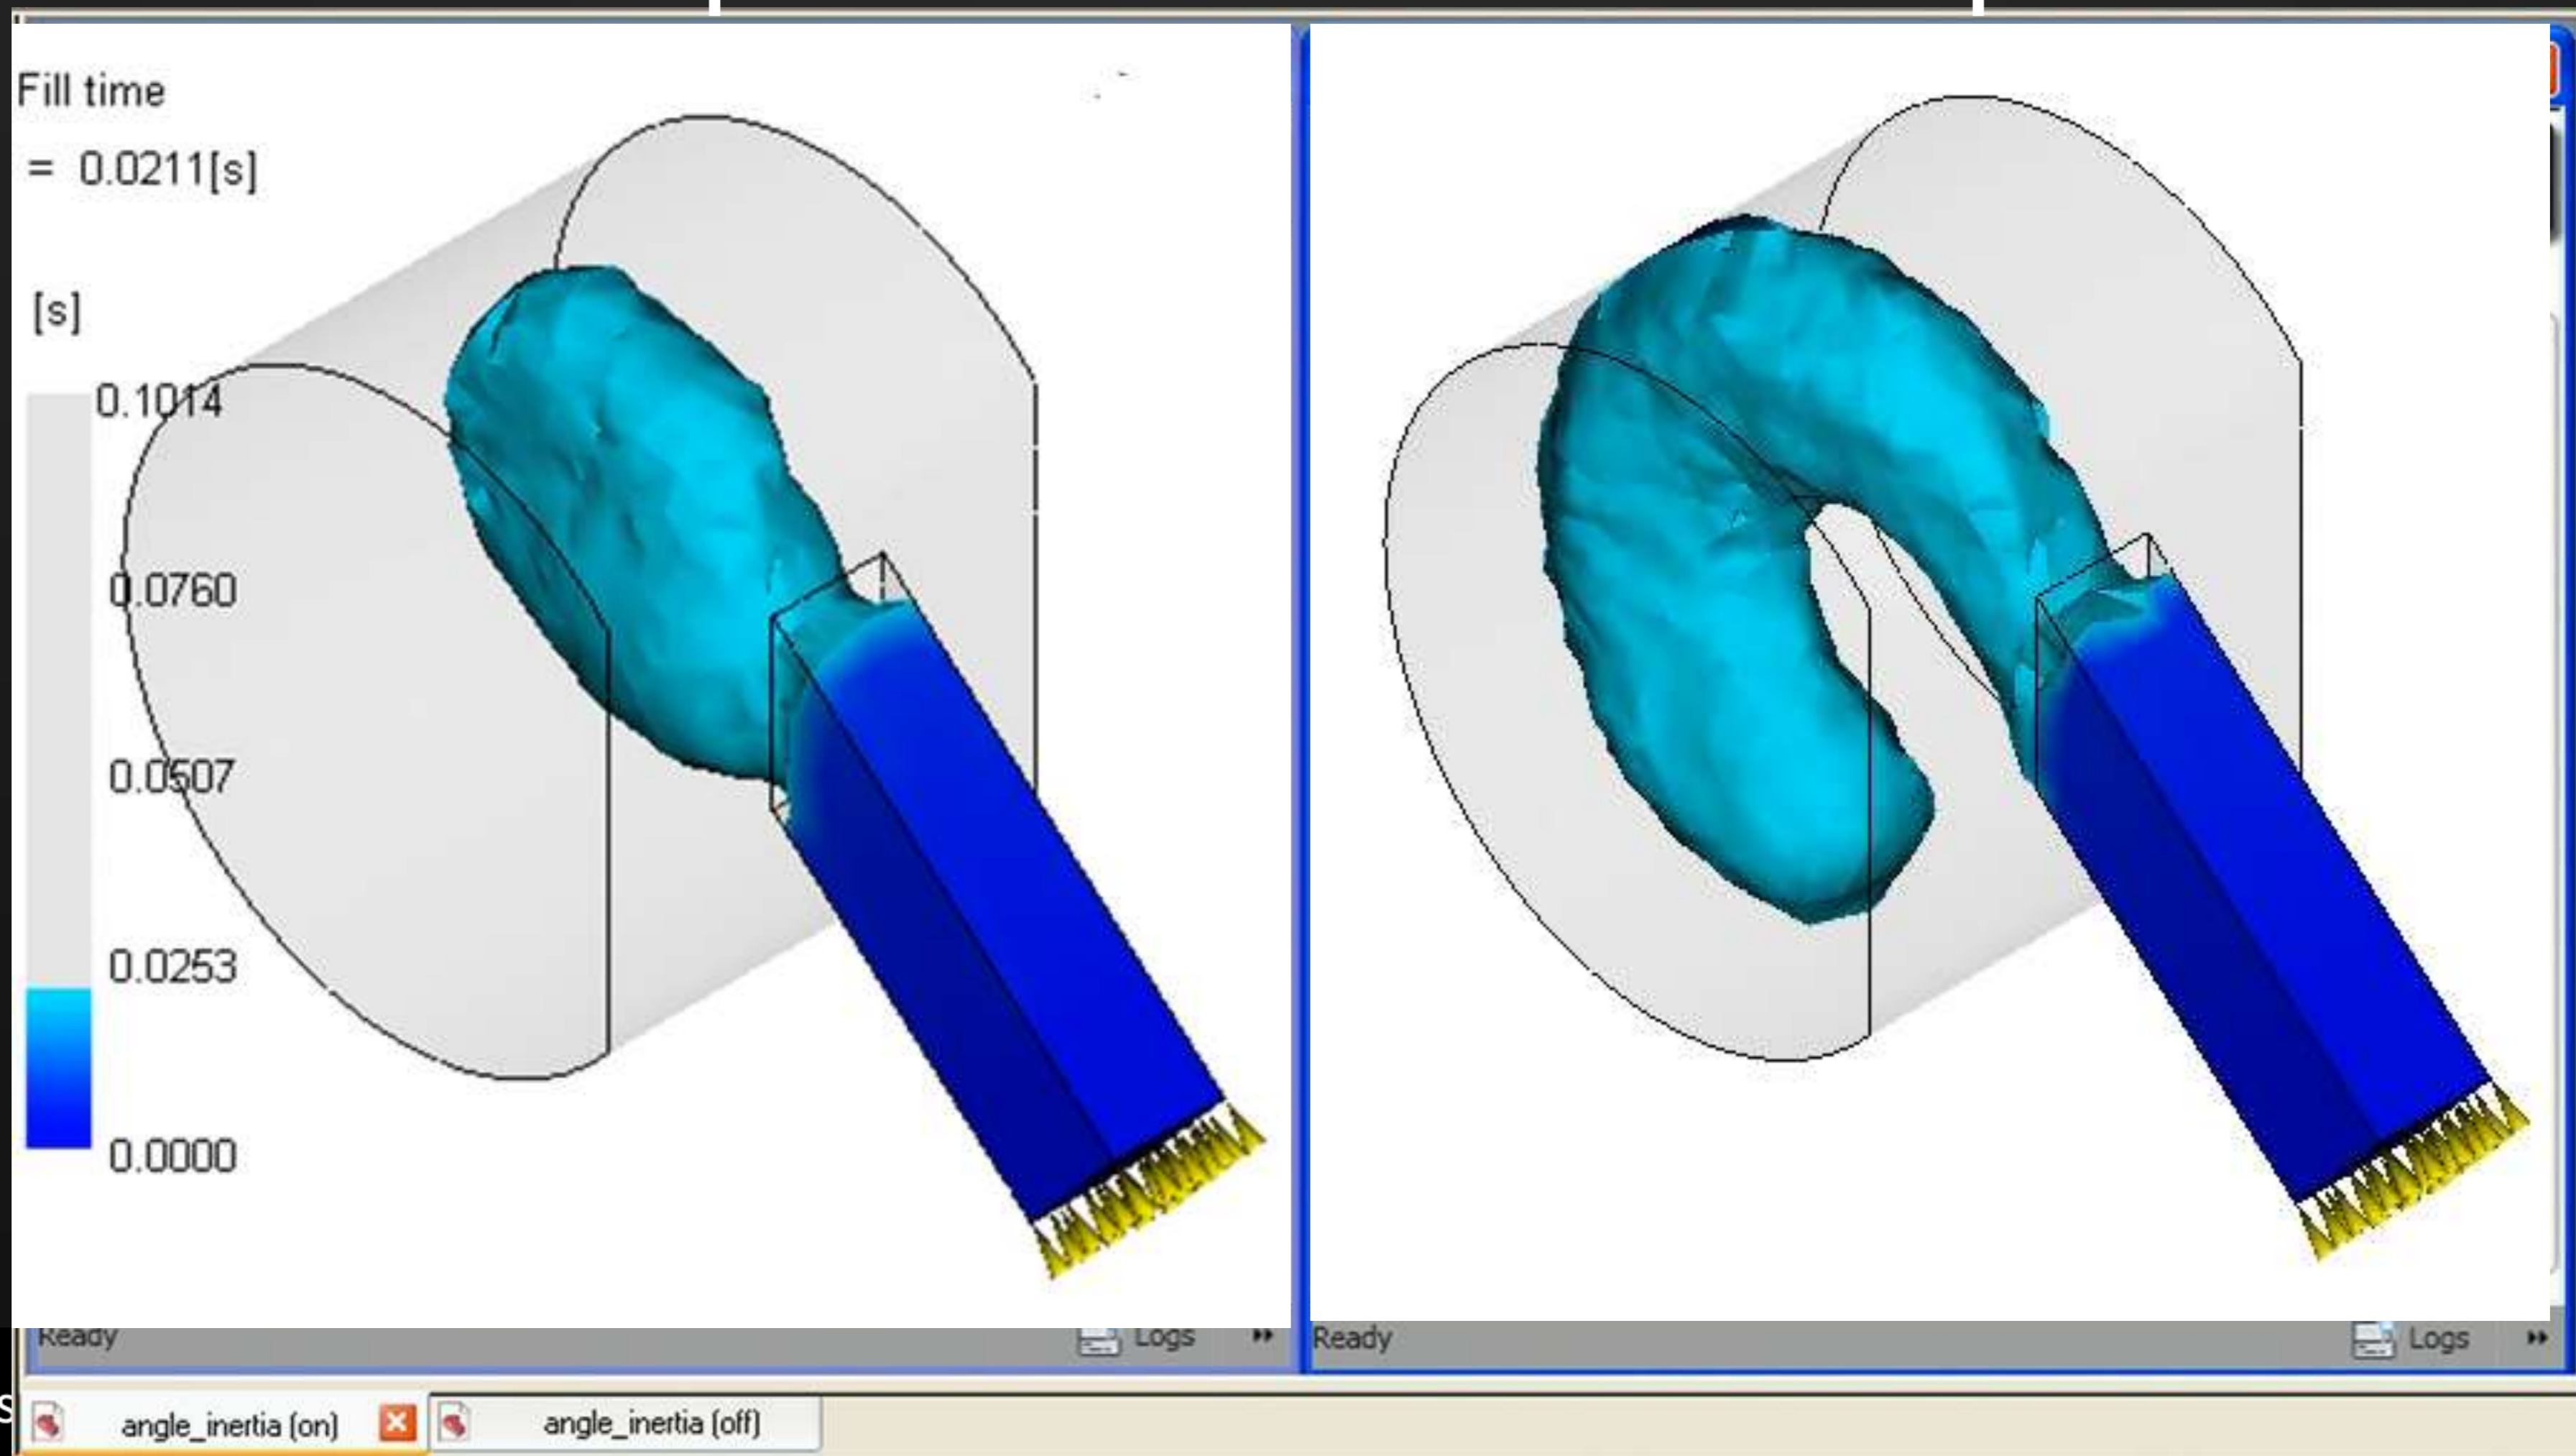 Fill time
= 0.0211[s]
[s]
0.1014
0.0760
0.0507
0.0253
0.0000
Ready
Logs
Ready
Logs
s
angle_inertia (on)
angle_inertia (off)